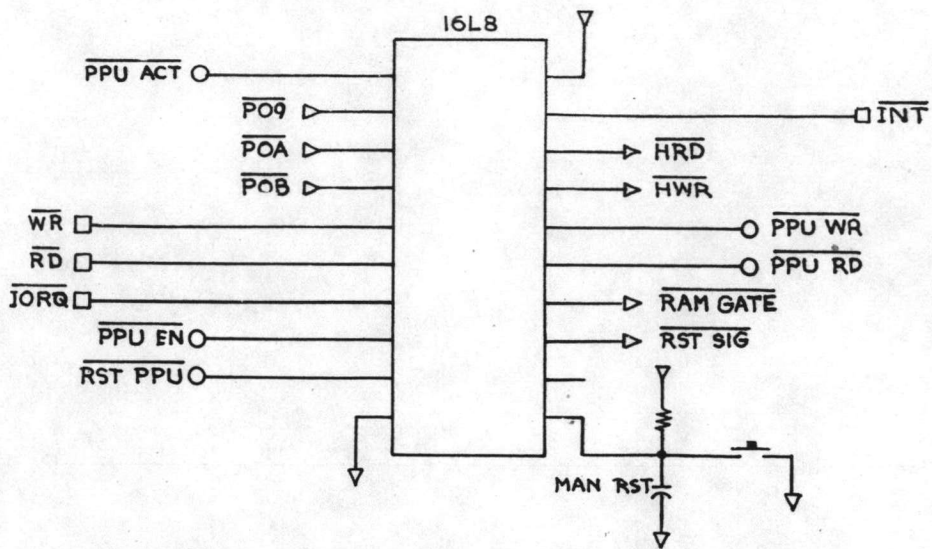 16L8
PPU ACT
PO9
POA
POB
WR
RD
IORQ
PPU EN
RST PPU
INT
HRD
HWR
PPU WR
PPU RD
RAM GATE
RST SIG
MAN RST